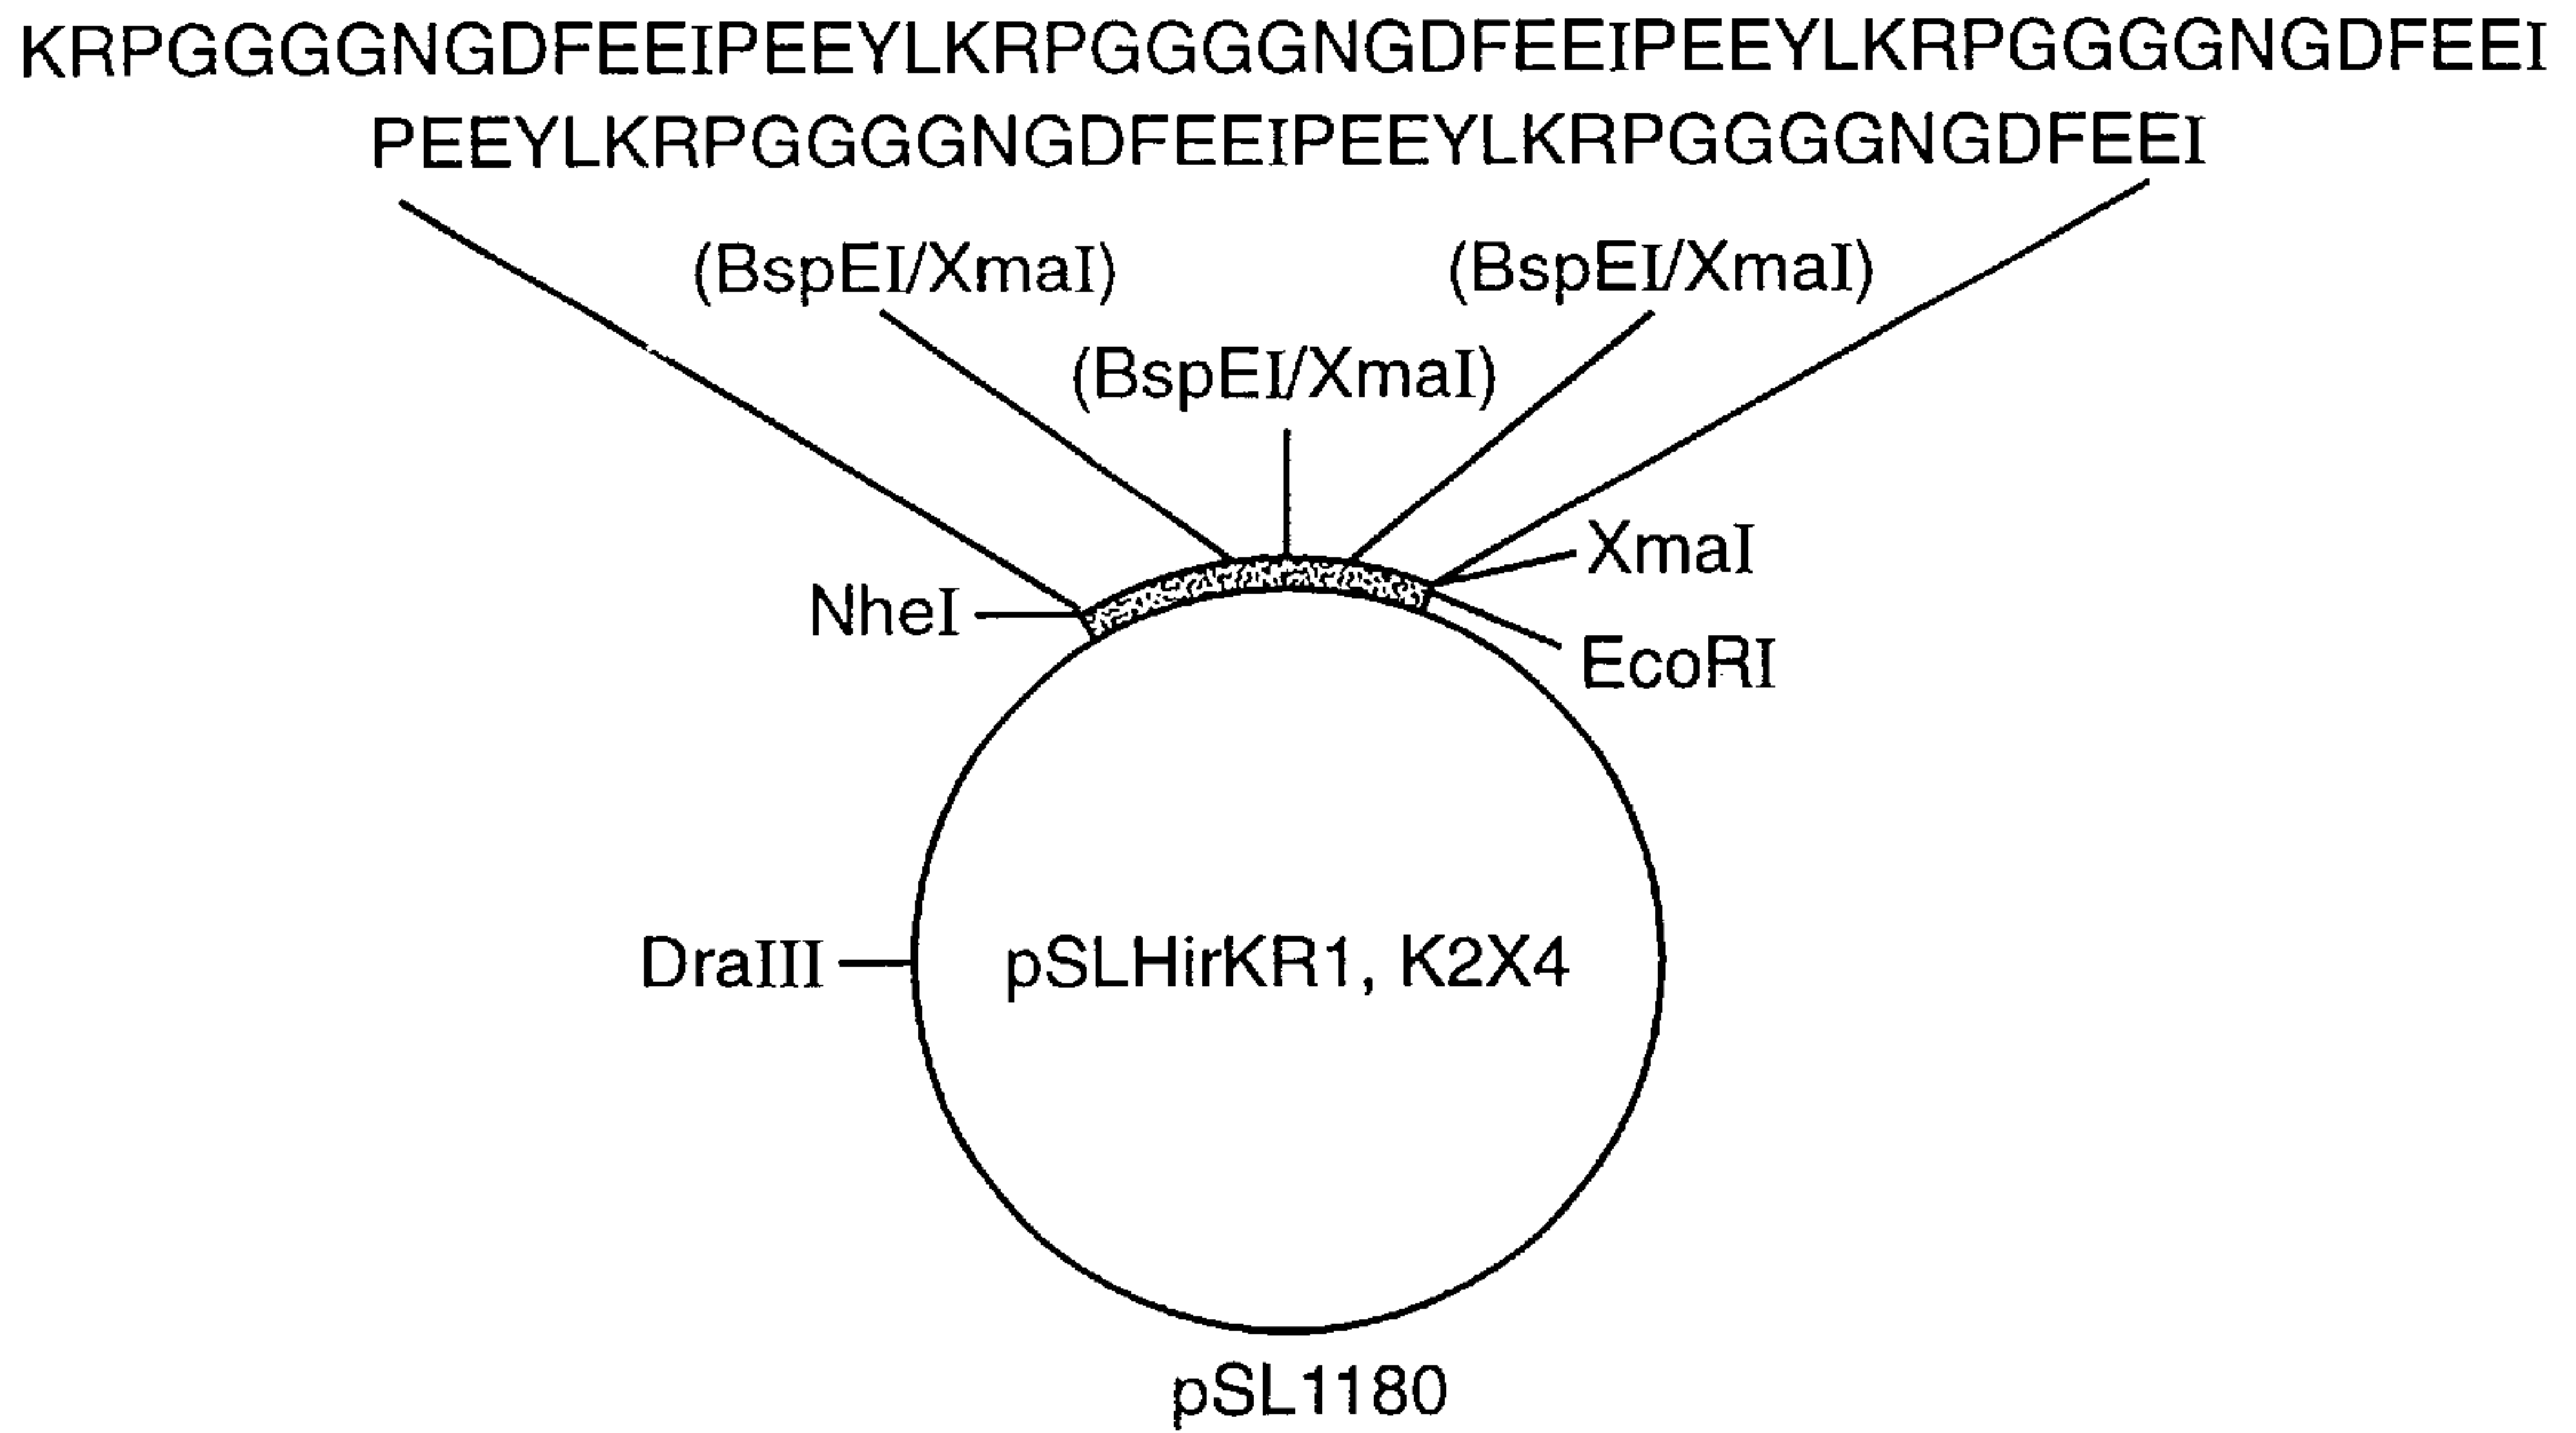 KRPGGGGNGDFEEIPEEYLKRPGGGGNGDFEEIPEEYLKRPGGGGNGDFEEI
PEEYLKRPGGGGNGDFEEIPEEYLKRPGGGGNGDFEEI
(BspEI/XmaI)
(BspEI/XmaI)
(BspEI/XmaI)
XmaI
NheI
EcoRI
DraIII
pSLHirKR1, K2X4
pSL1180